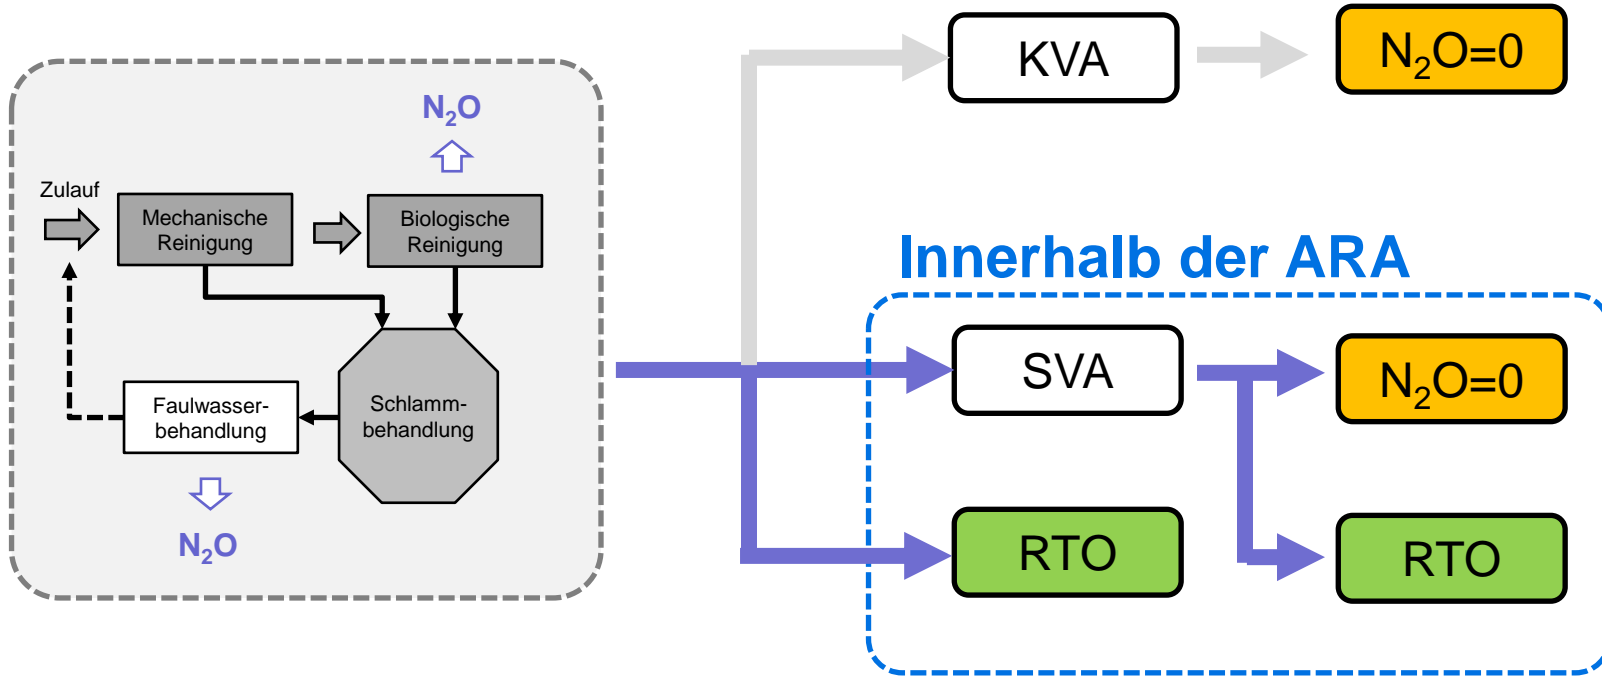 N₂O
Zulauf
Mechanische
Reinigung
Biologische
Reinigung
Faulwasser-
behandlung
Schlamm-
behandlung
N₂O
KVA
N₂O=0
Innerhalb der ARA
SVA
N₂O=0
RTO
RTO